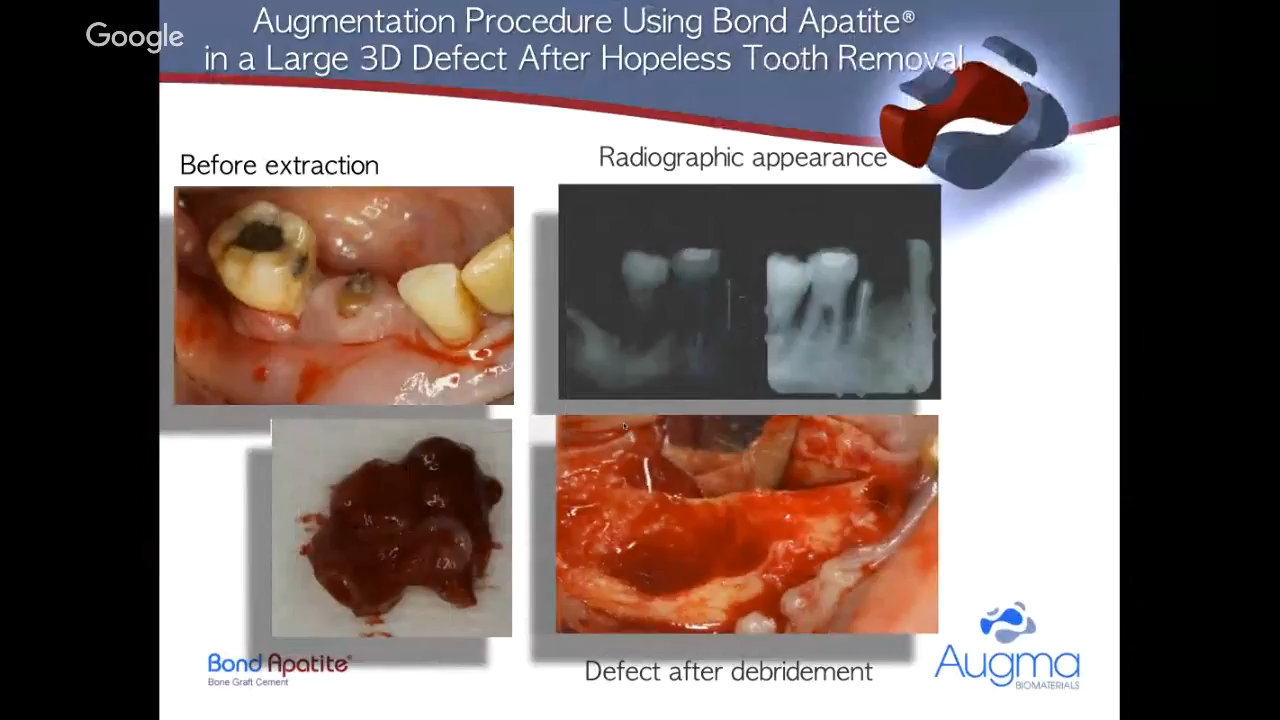 Google
Augmentation Procedure Using Bond Apatite®
in a Large 3D Defect After Hopeless Tooth Removal
Before extraction
Radiographic appearance
Defect after debridement
Bond Apatite®
Bone Graft Cement
Augma
BIOMATERIALS